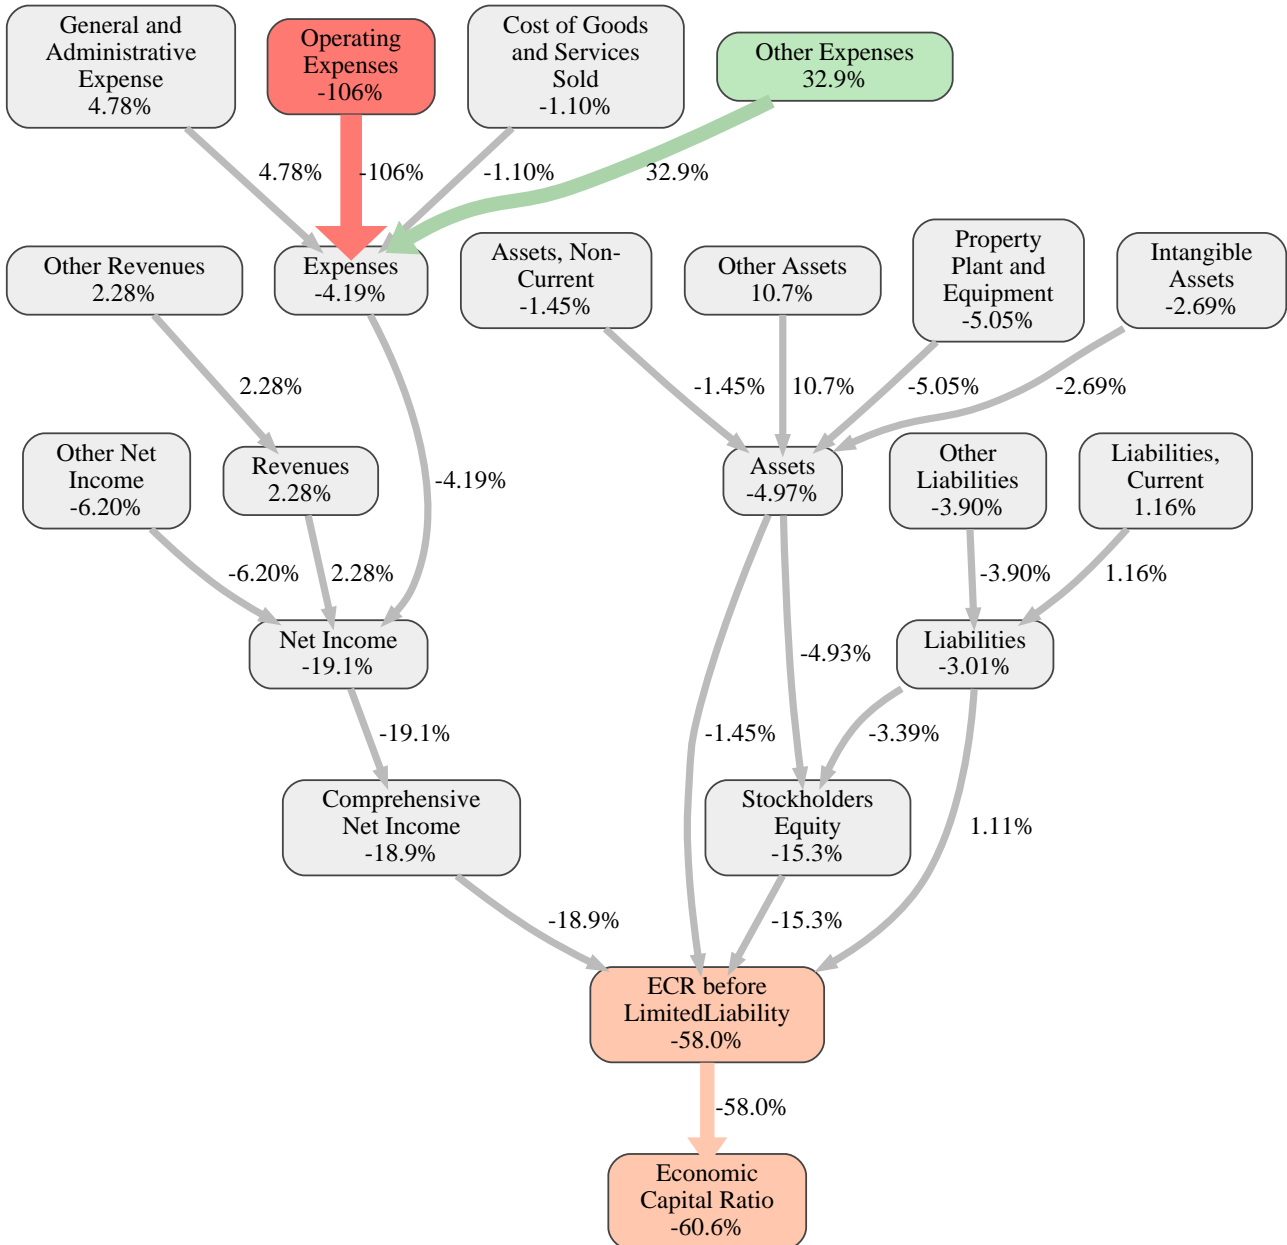 General and
Administrative
Expense
4.78%
Operating
Expenses
-106%
Cost of Goods
and Services
Sold
-1.10%
Other Expenses
32.9%
4.78%
-106%
-1.10%
32.9%
Other Revenues
2.28%
Expenses
-4.19%
Assets, Non-
Current
-1.45%
Other Assets
10.7%
Property
Plant and
Equipment
-5.05%
Intangible
Assets
-2.69%
2.28%
-1.45%
10.7%
-5.05%
-2.69%
Other Net
Income
-6.20%
Revenues
2.28%
-4.19%
Assets
-4.97%
Other
Liabilities
-3.90%
Liabilities,
Current
1.16%
-6.20%
2.28%
-3.90%
1.16%
Net Income
-19.1%
-4.93%
Liabilities
-3.01%
-19.1%
-1.45%
-3.39%
Comprehensive
Net Income
-18.9%
Stockholders
Equity
-15.3%
1.11%
-18.9%
-15.3%
ECR before
LimitedLiability
-58.0%
-58.0%
Economic
Capital Ratio
-60.6%